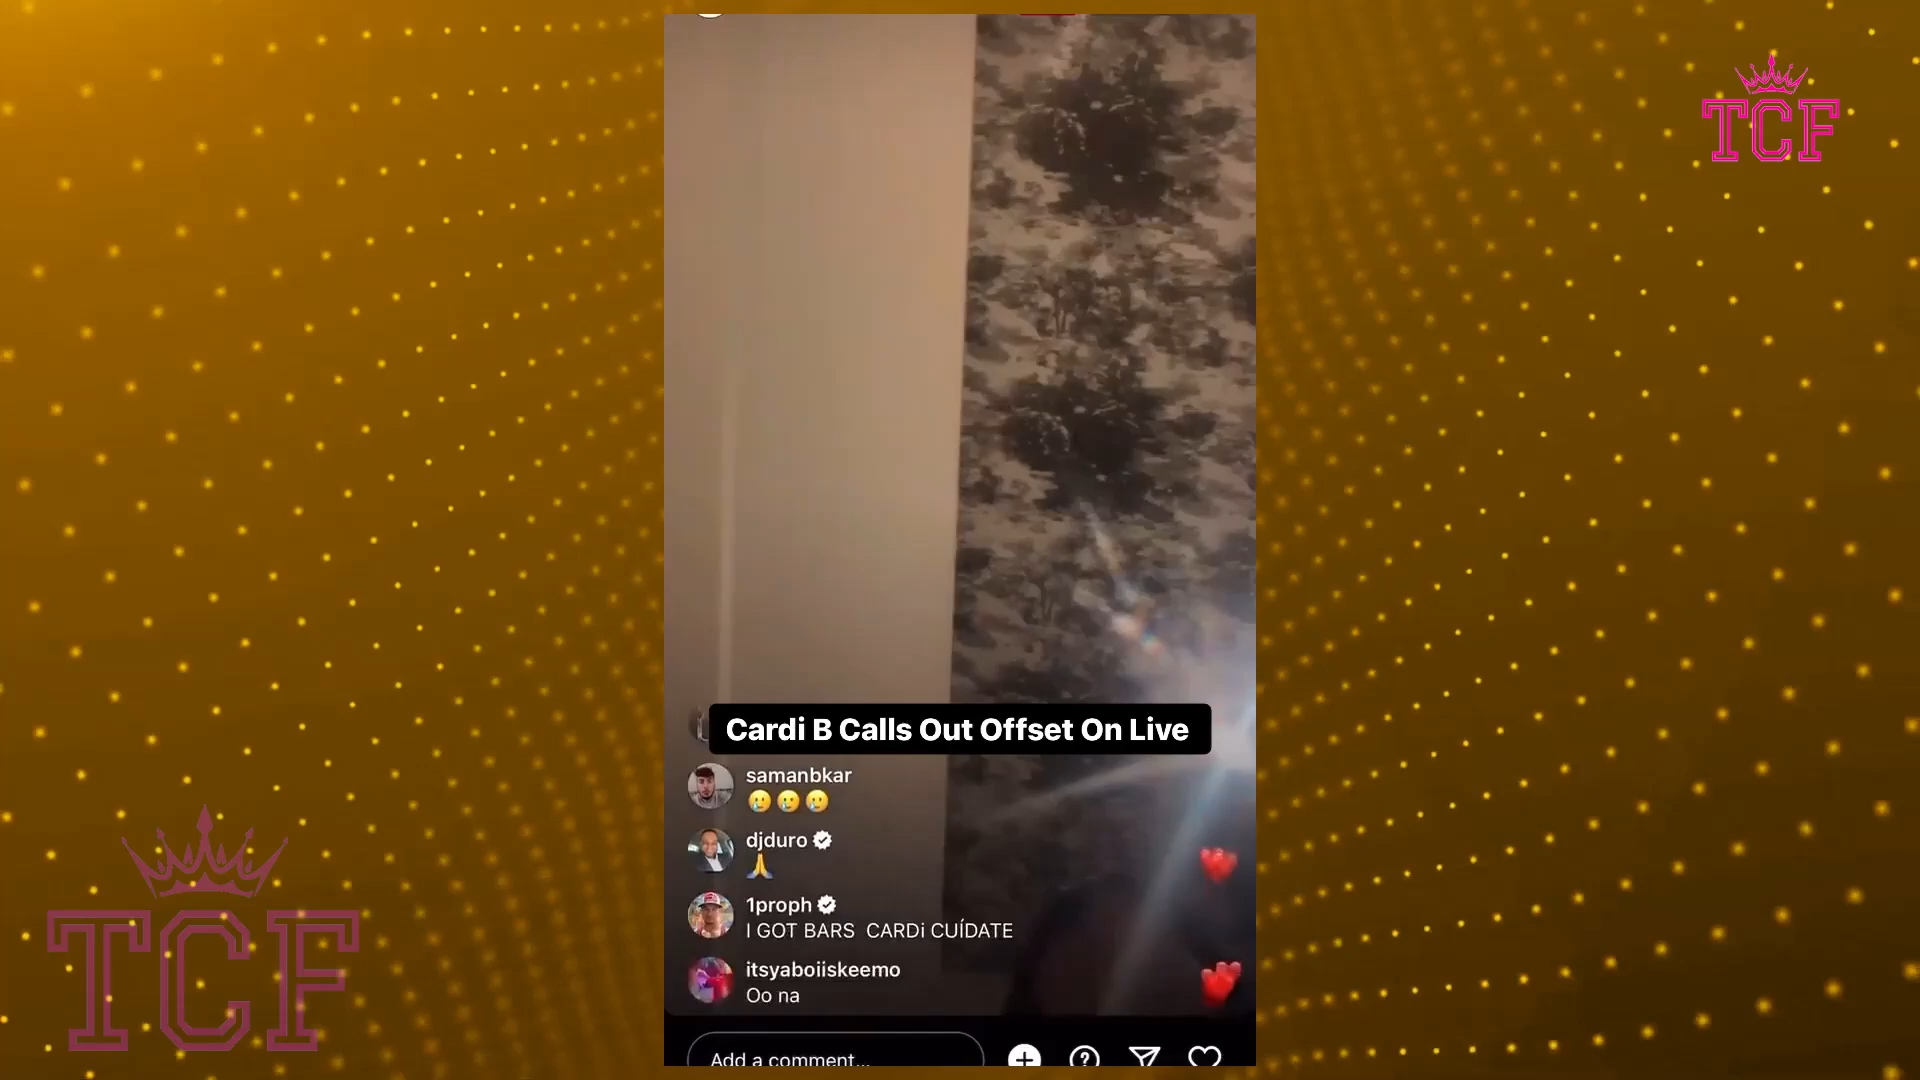 TCF
Cardi B Calls Out Offset On Live
samanbkar
djduro
1proph
I GOT BARS CARDi CUÍDATE
itsyaboiiskeemo
Oo na
Add a comment...
TCF